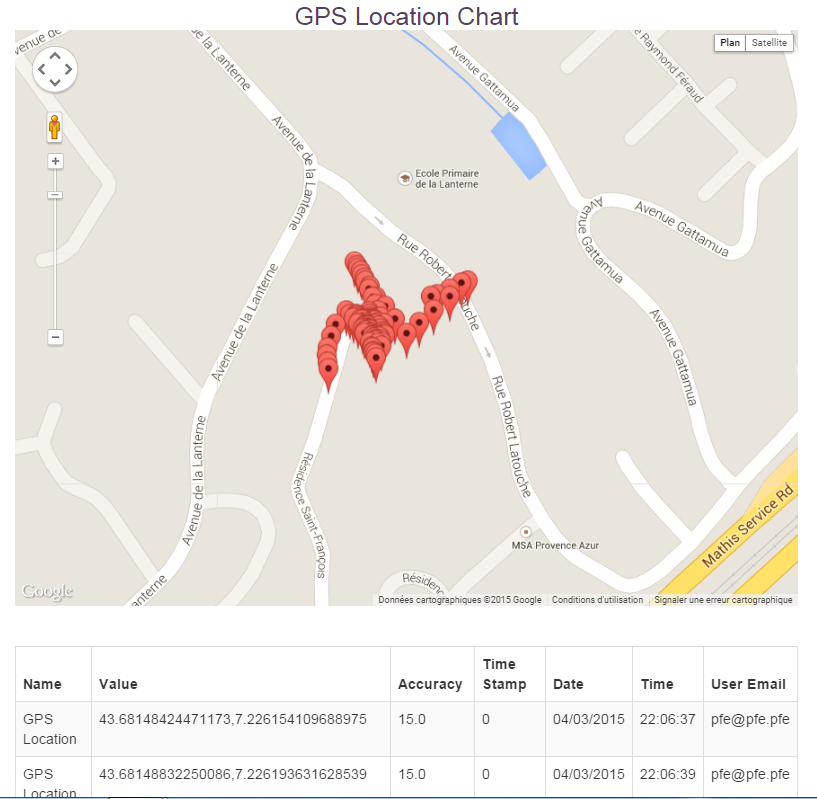 GPS Location Chart
venue de
de la Lanterne
Avenue Gattamua
e Raymond Féraud
Plan
Satellite
Avenue de la Lanterne
Ecole Primaire
de la Lanterne
Avenue Gattamua
Avenue Gattamua
Rue Robert
ouche
Avenue de la Lanterne
Avenue Gattamua
Rue Robert Latouche
Avenue de la Lanterne
Résidence Saint-François
Mathis Service Rd
MSA Provence Azur
Résidenc
anterne
Google
Données cartographiques ©2015 Google
Conditions d'utilisation
Signaler une erreur cartographique
Name Value Accuracy Time Stamp Date Time User Email
GPS Location 43.68148424471173,7.226154109688975 15.0 0 04/03/2015 22:06:37 pfe@pfe.pfe
GPS Location 43.68148832250086,7.226193631628539 15.0 0 04/03/2015 22:06:39 pfe@pfe.pfe